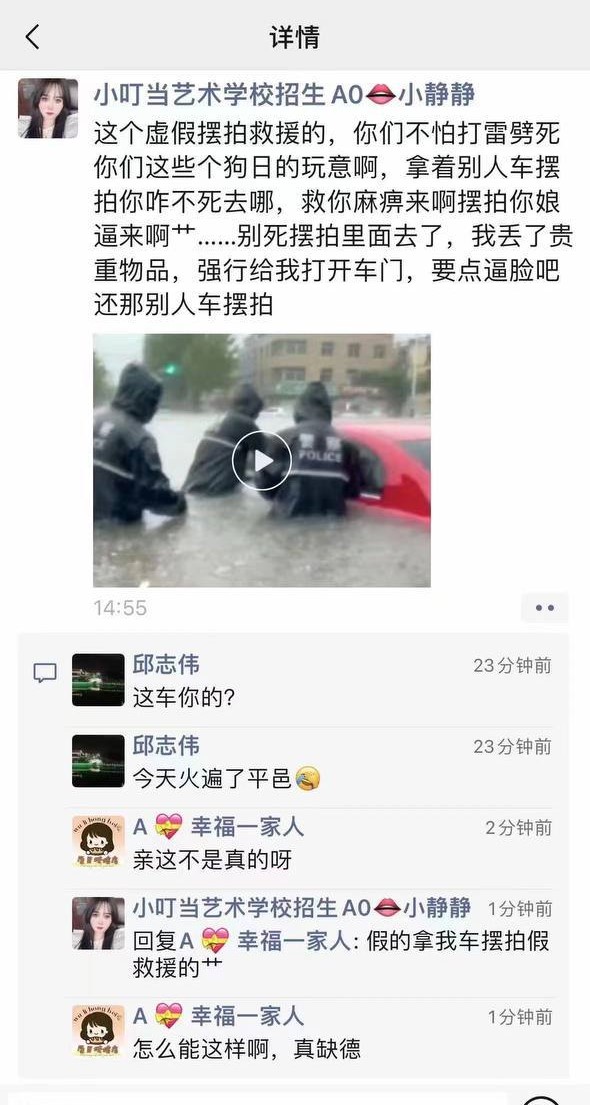 详情
小叮当艺术学校招生A0👄小静静
这个虚假摆拍救援的，你们不怕打雷劈死
你们这些个狗日的玩意啊，拿着别人车摆
拍你咋不死去哪，救你麻痹来啊摆拍你娘
逼来啊艹......别死摆拍里面去了，我丢了贵
重物品，强行给我打开车门，要点逼脸吧
还那别人车摆拍
警察
POLICE
14:55
邱志伟 23分钟前
这车你的?
邱志伟 23分钟前
今天火遍了平邑😂
A 💝 幸福一家人 2分钟前
亲这不是真的呀
小叮当艺术学校招生A0👄小静静 1分钟前
回复A 💝 幸福一家人: 假的拿我车摆拍假
救援的艹
A 💝 幸福一家人 1分钟前
怎么能这样啊，真缺德